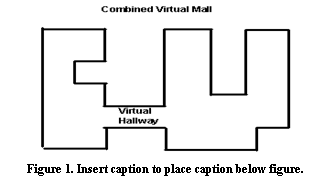 Combined Virtual Mall
Virtual
Hallway
Figure 1. Insert caption to place caption below figure.